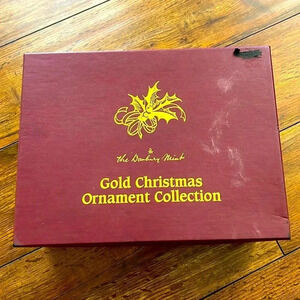 the Danbury Mint
Gold Christmas
Ornament Collection